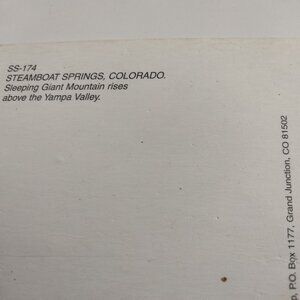 SS-174
STEAMBOAT SPRINGS, COLORADO.
Sleeping Giant Mountain rises
above the Yampa Valley.
P.O. Box 1177, Grand Junction, CO 81502